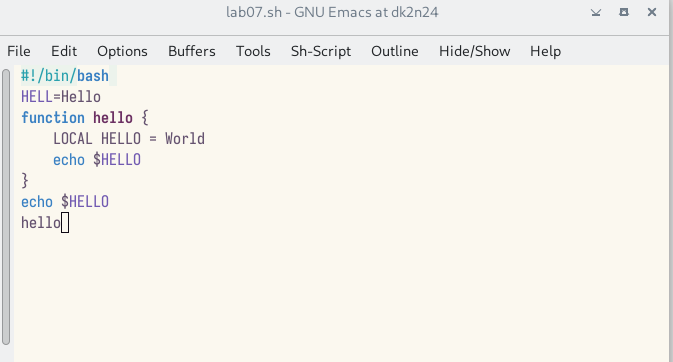 lab07.sh - GNU Emacs at dk2n24
File Edit Options Buffers Tools Sh-Script Outline Hide/Show Help
#!/bin/bash
HELL=Hello
function hello {
    LOCAL HELLO = World
    echo $HELLO
}
echo $HELLO
hello